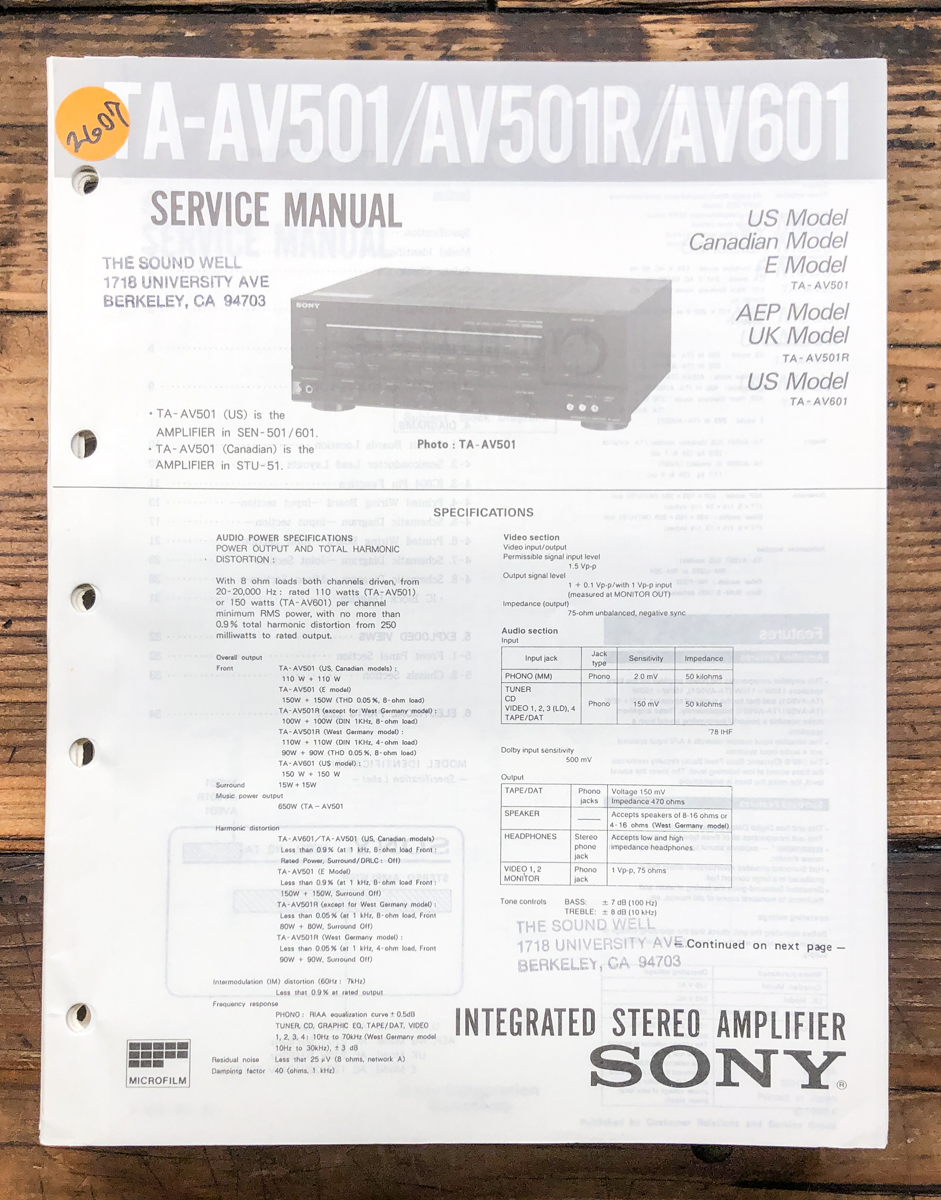 2607
TA-AV501/AV501R/AV601
SERVICE MANUAL
US Model
Canadian Model
E Model
TA-AV501
AEP Model
UK Model
TA-AV501R
US Model
TA-AV601
THE SOUND WELL
1718 UNIVERSITY AVE
BERKELEY, CA 94703
SONY
• TA-AV501 (US) is the
AMPLIFIER in SEN-501/601.
• TA-AV501 (Canadian) is the
AMPLIFIER in STU-51.
Photo : TA-AV501
SPECIFICATIONS
AUDIO POWER SPECIFICATIONS
POWER OUTPUT AND TOTAL HARMONIC
DISTORTION :
With 8 ohm loads both channels driven, from
20-20,000 Hz : rated 110 watts (TA-AV501)
or 150 watts (TA-AV601) per channel
minimum RMS power, with no more than
0.9% total harmonic distortion from 250
milliwatts to rated output.
Overall output
Front TA-AV501 (US, Canadian models) :
110 W + 110 W
TA-AV501 (E model)
150W + 150W (THD 0.05%, 8-ohm load)
TA-AV501R (except for West Germany model) :
100W + 100W (DIN 1KHz, 8-ohm load)
TA-AV501R (West Germany model) :
110W + 110W (DIN 1KHz, 4-ohm load)
90W + 90W (THD 0.05%, 8-ohm load)
TA-AV601 (US model) :
150 W + 150 W
Surround 15W + 15W
Music power output
650W (TA-AV501
Harmonic distortion
TA-AV601/TA-AV501 (US, Canadian models)
Less than 0.9% (at 1 kHz, 8-ohm load Front :
Rated Power, Surround/DRLC : Off)
TA-AV501 (E Model)
Less than 0.9% (at 1 kHz, 8-ohm load Front :
150W + 150W, Surround Off)
TA-AV501R (except for West Germany model) :
Less than 0.05% (at 1 kHz, 8-ohm load, Front
80W + 80W, Surround Off)
TA-AV501R (West Germany model) :
Less than 0.05% (at 1 kHz, 4-ohm load, Front
90W + 90W, Surround Off)
Intermodulation (IM) distortion (60Hz : 7kHz)
Less that 0.9% at rated output
Frequency response
PHONO : RIAA equalization curve ± 0.5dB
TUNER, CD, GRAPHIC EQ, TAPE/DAT, VIDEO
1, 2, 3, 4: 10Hz to 70kHz (West Germany model
10Hz to 30kHz), ± 3 dB
Residual noise Less that 25 μV (8 ohms, network A)
Damping factor 40 (ohms, 1 kHz)
Video section
Video input/output
Permissible signal input level
1.5 Vp-p
Output signal level
1 + 0.1 Vp-p/with 1 Vp-p input
(measured at MONITOR OUT)
Impedance (output)
75-ohm unbalanced, negative sync
Audio section
Input
Input jack Jack type Sensitivity Impedance
PHONO (MM) Phono 2.0 mV 50 kilohms
TUNER
CD
VIDEO 1, 2, 3 (LD), 4 Phono 150 mV 50 kilohms
TAPE/DAT
'78 IHF
Dolby input sensitivity
500 mV
Output
TAPE/DAT Phono jacks Voltage 150 mV
Impedance 470 ohms
SPEAKER —— Accepts speakers of 8-16 ohms or
4-16 ohms (West Germany model)
HEADPHONES Stereo phono jack Accepts low and high
impedance headphones.
VIDEO 1, 2 Phono jack 1 Vp-p, 75 ohms
MONITOR
Tone controls BASS: ± 7 dB (100 Hz)
TREBLE: ± 8 dB (10 kHz)
THE SOUND WELL
1718 UNIVERSITY AVE
BERKELEY, CA 94703
— Continued on next page —
MICROFILM
INTEGRATED STEREO AMPLIFIER
SONY®